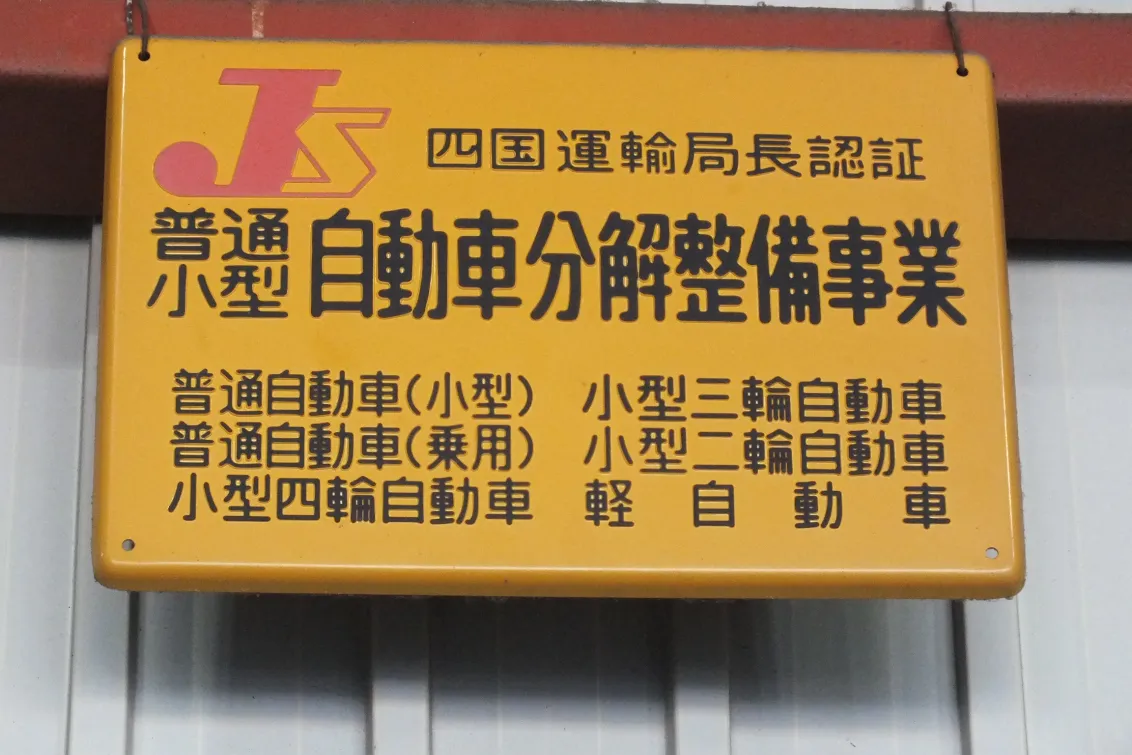 JS
四国運輸局長認証
普通
小型
自動車分解整備事業
普通自動車(小型)
普通自動車(乗用)
小型四輪自動車
小型三輪自動車
小型二輪自動車
軽自動車